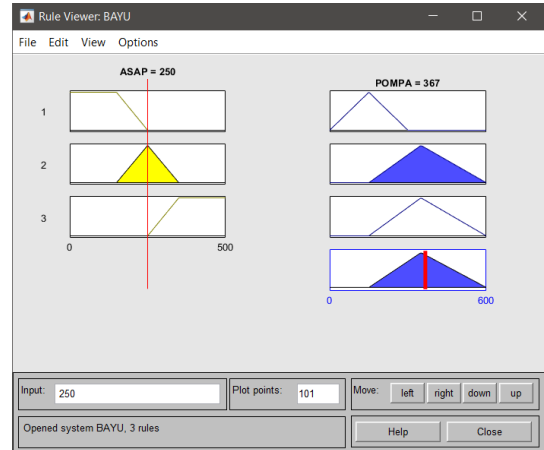 Rule Viewer: BAYU
File Edit View Options
ASAP = 250
POMPA = 367
1
2
3
0 500
0 600
Input: 250 Plot points: 101 Move: left right down up
Opened system BAYU, 3 rules Help Close